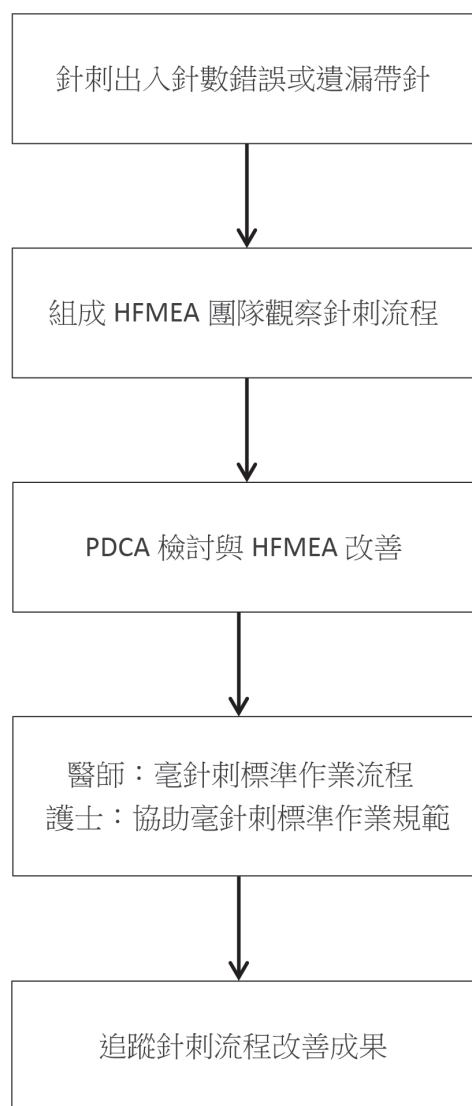 針刺出入針數錯誤或遺漏帶針
組成 HFMEA 團隊觀察針刺流程
PDCA 檢討與 HFMEA 改善
醫師：毫針刺標準作業流程
護士：協助毫針刺標準作業規範
追蹤針刺流程改善成果